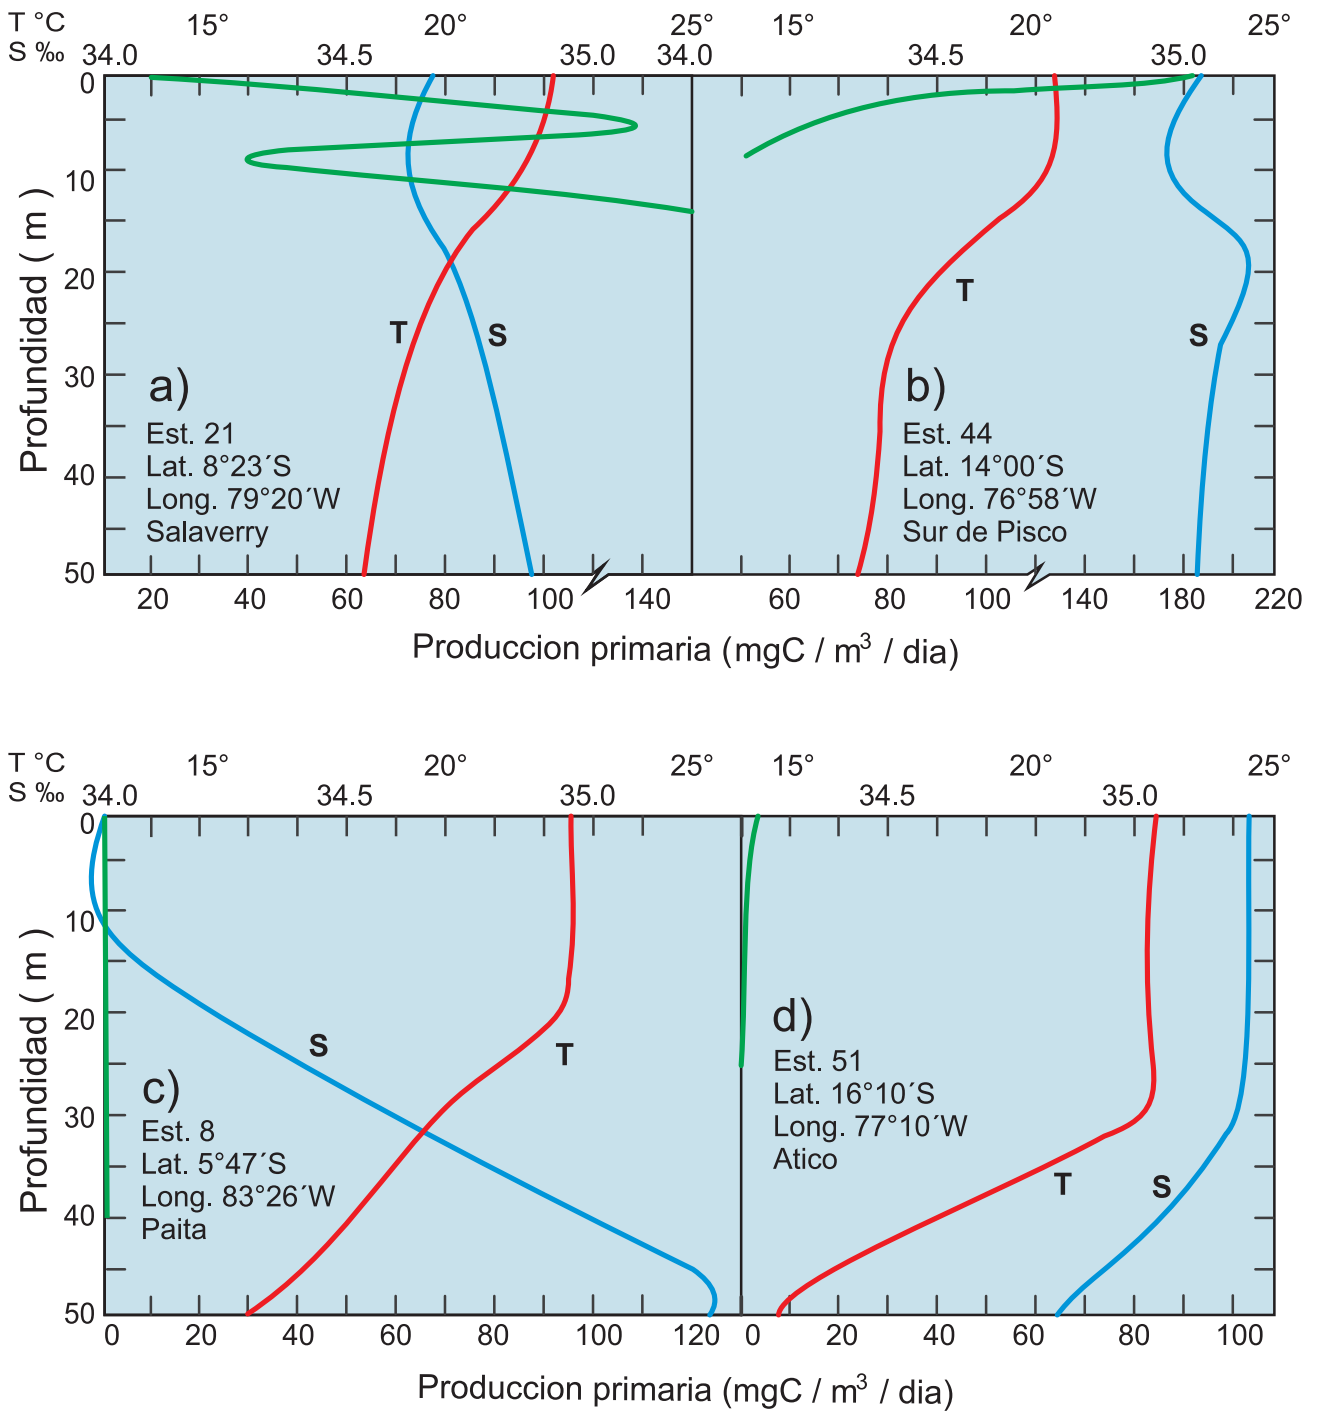 T °C 15° 20° 25° 15° 20° 25°
S ‰ 34.0 34.5 35.0 34.0 34.5 35.0
0
10
20
30
40
50
Profundidad ( m )
T
S
a)
Est. 21
Lat. 8°23´S
Long. 79°20´W
Salaverry
T
S
b)
Est. 44
Lat. 14°00´S
Long. 76°58´W
Sur de Pisco
20 40 60 80 100 140 60 80 100 140 180 220
Produccion primaria (mgC / m³ / dia)
T °C 15° 20° 25° 15° 20° 25°
S ‰ 34.0 34.5 35.0 34.5 35.0
0
10
20
30
40
50
Profundidad ( m )
S
T
c)
Est. 8
Lat. 5°47´S
Long. 83°26´W
Paita
d)
Est. 51
Lat. 16°10´S
Long. 77°10´W
Atico
T
S
0 20 40 60 80 100 120 0 20 40 60 80 100
Produccion primaria (mgC / m³ / dia)